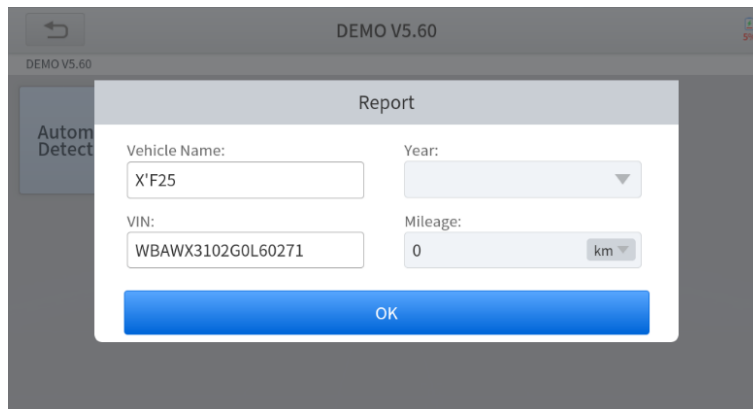 DEMO V5.60
DEMO V5.60
Report
Autom
Detect
Vehicle Name:
Year:
X'F25
VIN:
Mileage:
WBAWX3102G0L60271
0
km
OK